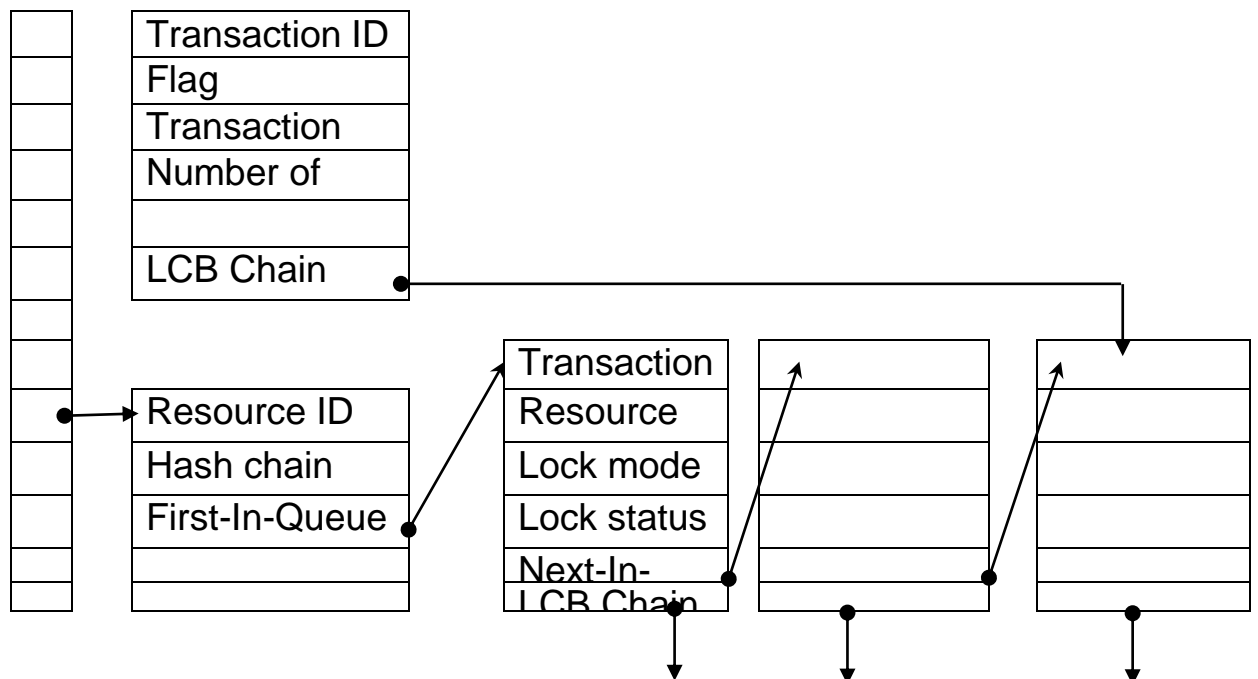 Transaction ID
Flag
Transaction
Number of
LCB Chain
Resource ID
Hash chain
First-In-Queue
Transaction
Resource
Lock mode
Lock status
Next-In-
LCB Chain